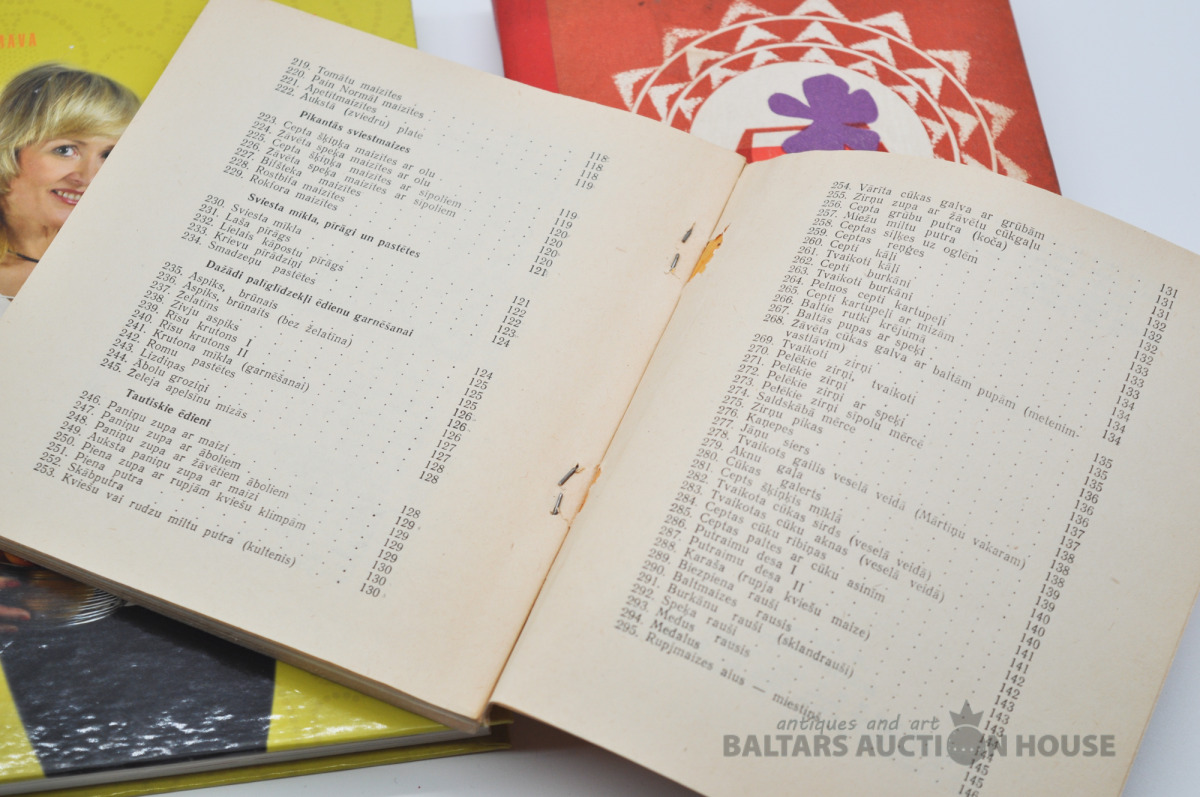 BAVA
219. Tomātu maizītes
220. Pain Normāl maizītes
221. Apetītmaizītes
222. Aukstā (zviedru) plate
Pikantās sviestmaizes
223. Cepta šķiņķa maizītes ar olu
224. Žāvēta speķa maizītes ar olu
225. Cepta šķiņķa maizītes ar sīpoliem
226. Žāvēta speķa maizītes ar sīpoliem
227. Bifšteka maizītes
228. Rostbifa maizītes
229. Rokfora maizītes
Sviesta mīkla, pīrāgi un pastētes
230. Sviesta mīkla
231. Laša pīrāgs
232. Lielais kāpostu pīrāgs
233. Krievu pīrādziņi
234. Smadzeņu pastētes
Dažādi palīglīdzekļi ēdienu garnēšanai
235. Aspiks, brūnais
236. Aspiks, brūnaits (bez želatīna)
237. Želatīns
238. Zivju aspiks
239. Rīsu krutons I
240. Rīsu krutons II
241. Krutona mīkla (garnēšanai)
242. Romu pastētes
243. Līzdiņas
244. Ābolu groziņi
245. Želeja apelsīnu mizās
Tautiskie ēdieni
246. Paniņu zupa ar maizi
247. Paniņu zupa ar āboliem
248. Paniņu zupa ar žāvētiem āboliem
249. Auksta paniņu zupa ar maizi
250. Piena zupa ar rupjām kviešu klimpām
251. Piena putra
252. Skābputra
253. Kviešu vai rudzu miltu putra (kultenis)
118
118
118
119
119
119
120
120
120
121
121
122
122
123
124
124
125
125
125
126
126
126
127
128
128
128
129
129
129
129
130
130
130
254. Vārīta cūkas galva ar grūbām
255. Zirņu zupa ar žāvētu cūkgaļu
256. Cepta grūbu putra (koča)
257. Miežu miltu putra
258. Ceptas siļķes uz oglēm
259. Ceptas reņģes
260. Cepti kāļi
261. Tvaikoti kāļi
262. Cepti burkāni
263. Tvaikoti burkāni
264. Pelnos cepti kartupeļi
265. Cepti kartupeļi ar mizām
266. Baltie rutki krējumā
267. Baltās pupas ar speķi
268. Žāvēta cūkas galva ar baltām pupām (metenim-
vastlāvim)
269. Tvaikoti zirņi
270. Pelēkie zirņi, tvaikoti
271. Pelēkie zirņi
272. Pelēkie zirņi ar speķi
273. Pelēkie zirņi sīpolu mērcē
274. Saldskābā mērce
275. Zirņu pikas
276. Kaņepes
277. Jāņu siers
278. Tvaikots gailis veselā veidā (Mārtiņu vakaram)
279. Aknu gaļa
280. Cūkas galerts
281. Cepts šķiņķis mīklā
282. Tvaikota cūkas sirds (veselā veidā)
283. Tvaikotas cūku aknas (veselā veidā)
284. Ceptas cūku ribiņas
285. Ceptas paltes ar cūku asinīm
286. Putraimu desa I
287. Putraimu desa II
288. Karaša (rupja kviešu maize)
289. Biezpiena rauši
290. Baltmaizes rausis
291. Burkānu rauši (sklandrauši)
292. Speķa rauši
293. Medus rausis
294. Medalus
295. Rupjmaizes alus — miestiņš
131
131
131
132
132
132
132
133
133
133
134
134
134
135
135
135
136
136
136
137
137
138
138
138
139
139
140
140
140
141
141
142
142
143
143
143
144
144
145
145
146
antiques and art
BALTARS AUCTION HOUSE